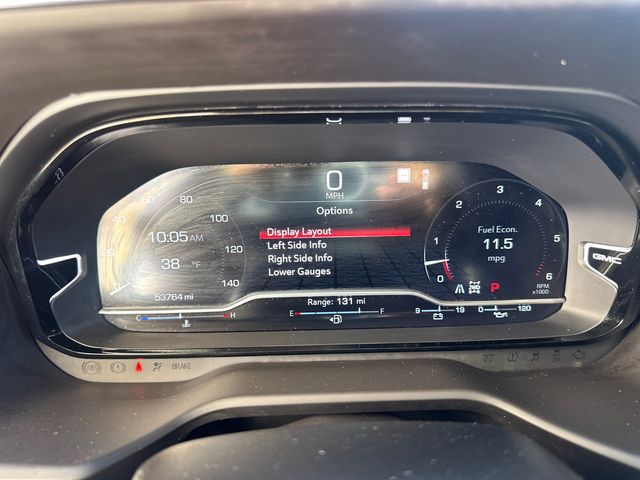 0
MPH
Options
Display Layout
Left Side Info
Right Side Info
Lower Gauges
Range: 131 mi
40
60
80
100
120
140
10:05 AM
38 °F
53764 mi
C H
E F
9 19
0 120
0
1
2
3
4
5
6
Fuel Econ.
11.5
mpg
P
RPM
x1000
GMC
ABS
BRAKE